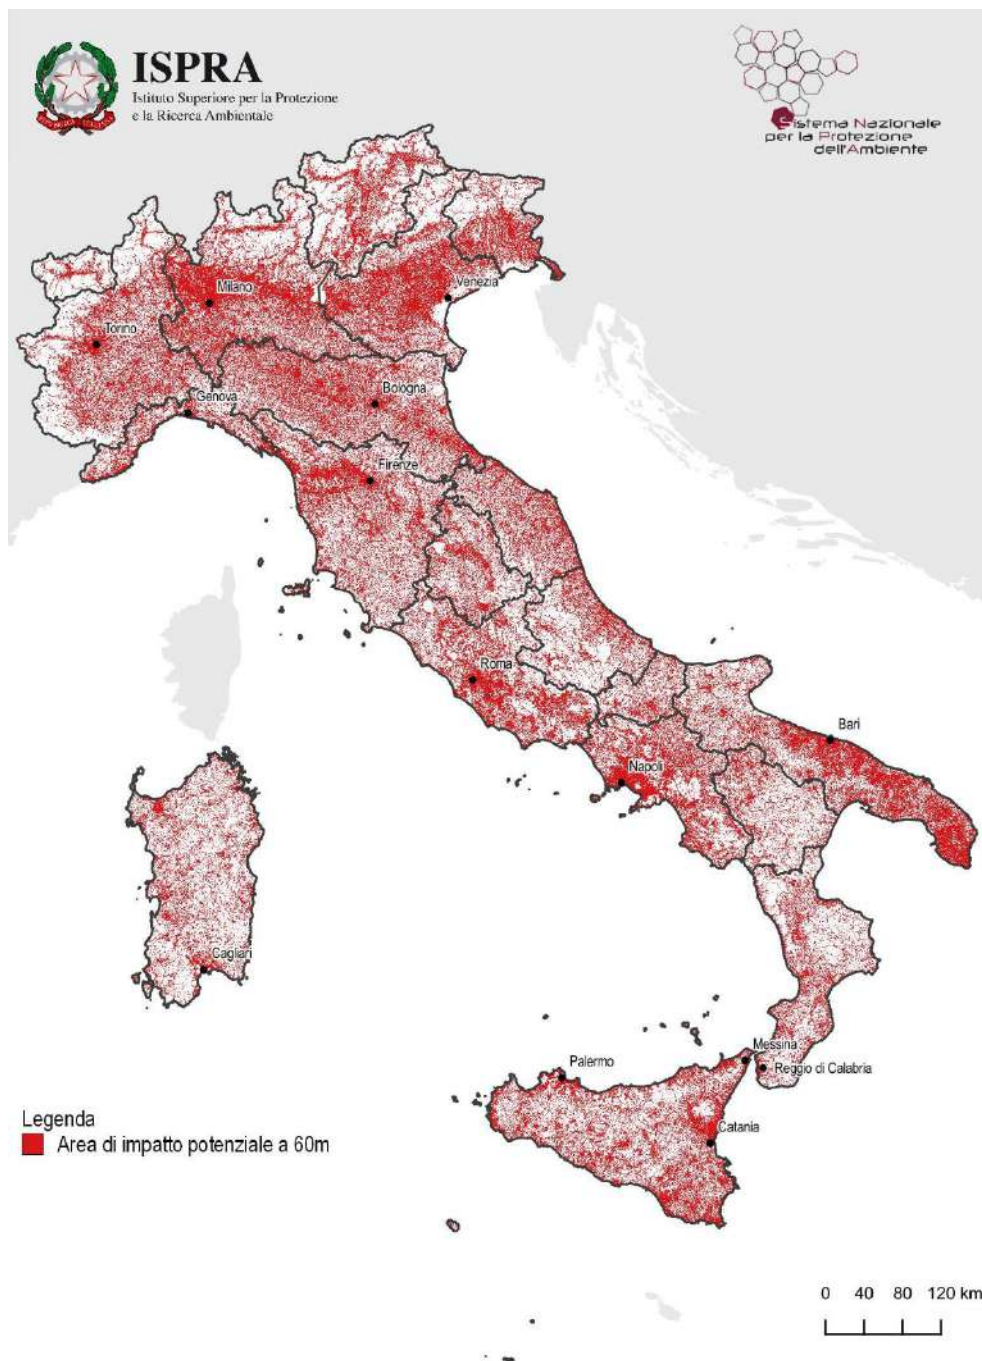 ISPRA
Istituto Superiore per la Protezione
e la Ricerca Ambientale
Sistema Nazionale
per la Protezione
dell'Ambiente
Milano
Venezia
Torino
Bologna
Genova
Firenze
Roma
Bari
Napoli
Cagliari
Messina
Palermo
Reggio di Calabria
Catania
Legenda
Area di impatto potenziale a 60m
0 40 80 120 km